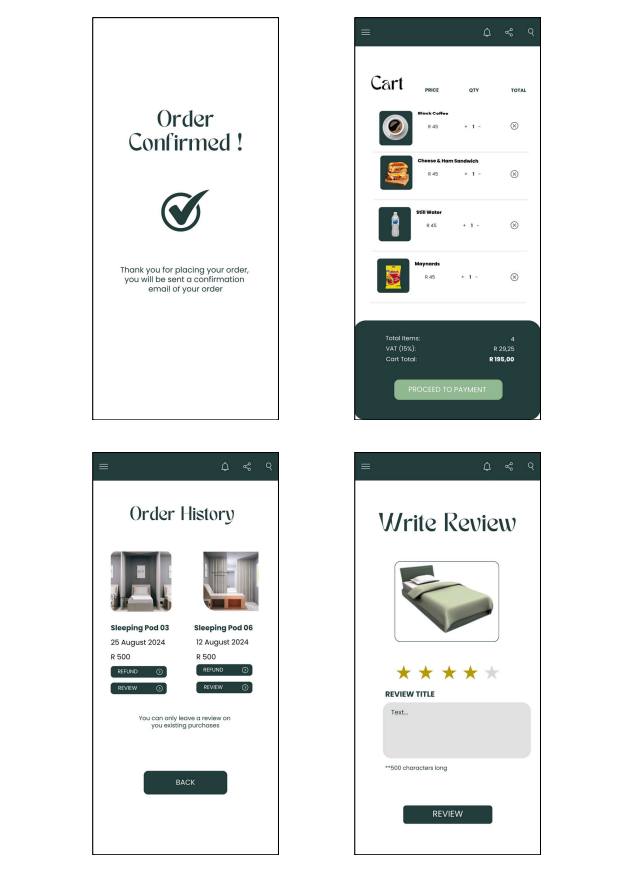 Order
Confirmed !
Thank you for placing your order,
you will be sent a confirmation
email of your order
Cart
PRICE QTY TOTAL
Black Coffee
R 45 + 1 -
Cheese & Ham Sandwich
R 45 + 1 -
Still Water
R 45 + 1 -
Maynards
R 45 + 1 -
Total Items: 4
VAT (15%): R 29,25
Cart Total: R 195,00
PROCEED TO PAYMENT
Order History
Sleeping Pod 03
25 August 2024
R 500
REFUND
REVIEW
Sleeping Pod 06
12 August 2024
R 500
REFUND
REVIEW
You can only leave a review on
you existing purchases
BACK
Write Review
REVIEW TITLE
Text...
**500 characters long
REVIEW